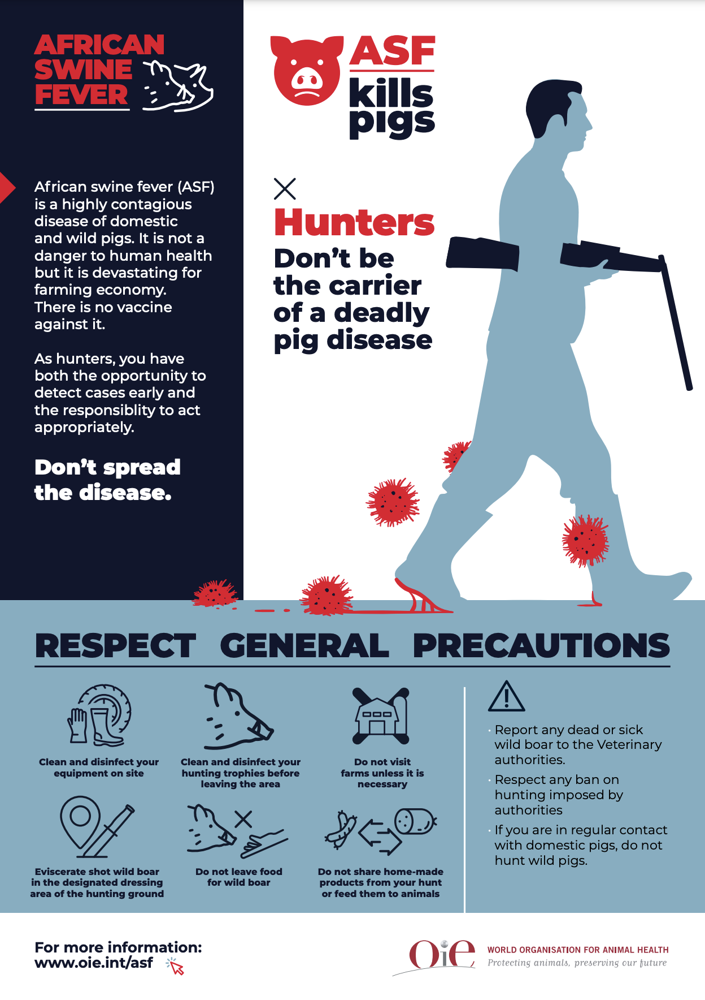 AFRICAN
SWINE
FEVER
African swine fever (ASF)
is a highly contagious
disease of domestic
and wild pigs. It is not a
danger to human health
but it is devastating for
farming economy.
There is no vaccine
against it.
As hunters, you have
both the opportunity to
detect cases early and
the responsiblity to act
appropriately.
Don't spread
the disease.
ASF
kills
pigs
Hunters
Don't be
the carrier
of a deadly
pig disease
RESPECT GENERAL PRECAUTIONS
Clean and disinfect your
equipment on site
Clean and disinfect your
hunting trophies before
leaving the area
Do not visit
farms unless it is
necessary
Eviscerate shot wild boar
in the designated dressing
area of the hunting ground
Do not leave food
for wild boar
Do not share home-made
products from your hunt
or feed them to animals
· Report any dead or sick
wild boar to the Veterinary
authorities.
· Respect any ban on
hunting imposed by
authorities
· If you are in regular contact
with domestic pigs, do not
hunt wild pigs.
For more information:
www.oie.int/asf
oie
WORLD ORGANISATION FOR ANIMAL HEALTH
Protecting animals, preserving our future